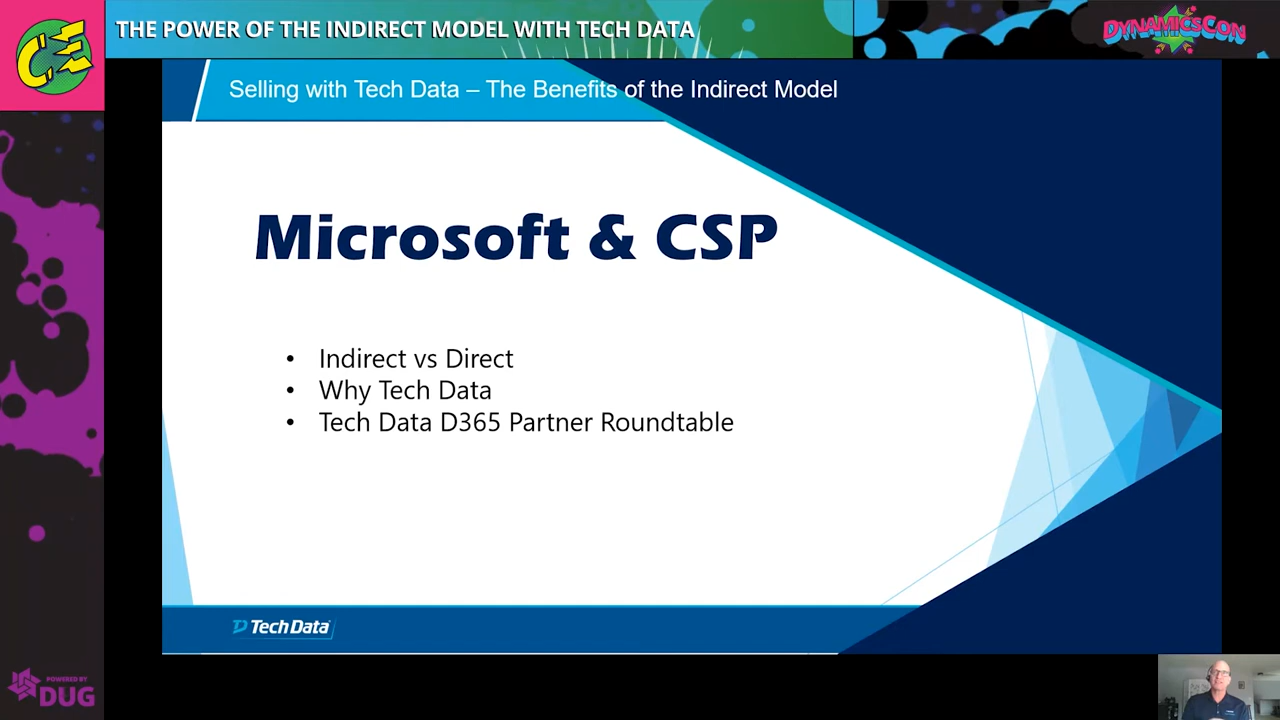 CE
THE POWER OF THE INDIRECT MODEL WITH TECH DATA
DYNAMICSCON
Selling with Tech Data – The Benefits of the Indirect Model
Microsoft & CSP
• Indirect vs Direct
• Why Tech Data
• Tech Data D365 Partner Roundtable
Tech Data
POWERED BY
DUG